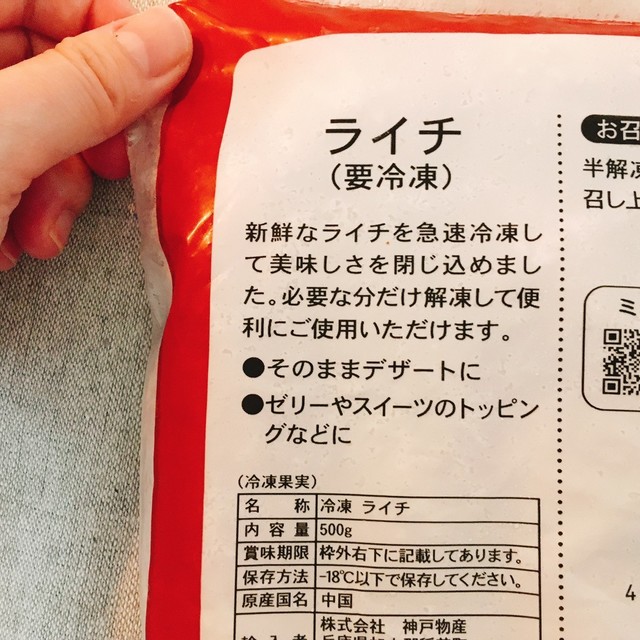 ライチ
(要冷凍)
新鮮なライチを急速冷凍し
て美味しさを閉じ込めまし
た。必要な分だけ解凍して便
利にご使用いただけます。
●そのままデザートに
●ゼリーやスイーツのトッピン
グなどに
(冷凍果実)
名 称 冷凍 ライチ
内容量 500g
賞味期限 枠外右下に記載してあります。
保存方法 -18℃以下で保存してください。
原産国名 中国
輸入者 株式会社 神戸物産
お召
半解凍
召し上
ミ
4